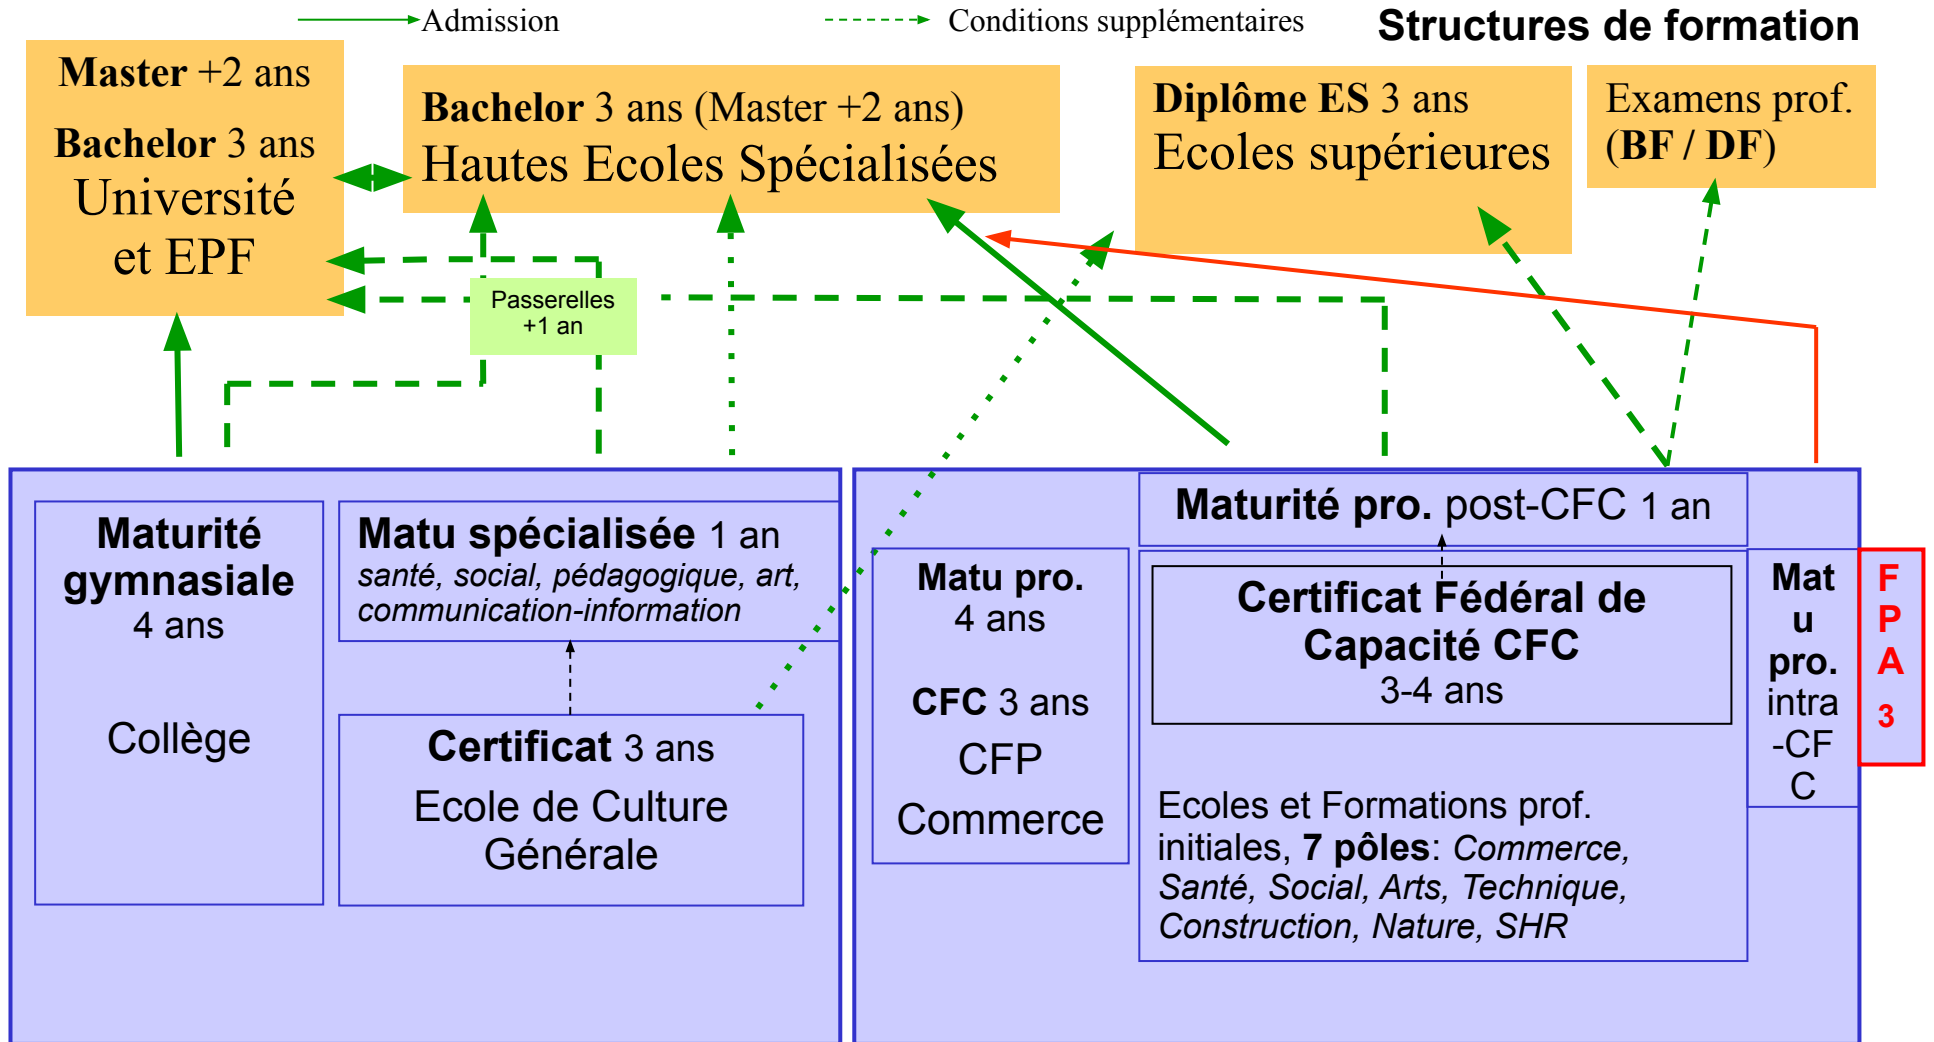 Admission
Conditions supplémentaires
Structures de formation
Master +2 ans
Bachelor 3 ans
Université
et EPF
Bachelor 3 ans (Master +2 ans)
Hautes Ecoles Spécialisées
Diplôme ES 3 ans
Ecoles supérieures
Examens prof.
(BF / DF)
Passerelles
+1 an
Maturité
gymnasiale
4 ans
Collège
Matu spécialisée 1 an
santé, social, pédagogique, art,
communication-information
Certificat 3 ans
Ecole de Culture
Générale
Matu pro.
4 ans
CFC 3 ans
CFP
Commerce
Maturité pro. post-CFC 1 an
Certificat Fédéral de
Capacité CFC
3-4 ans
Ecoles et Formations prof.
initiales, 7 pôles: Commerce,
Santé, Social, Arts, Technique,
Construction, Nature, SHR
Mat
u
pro.
intra
-CF
C
F
P
A
3